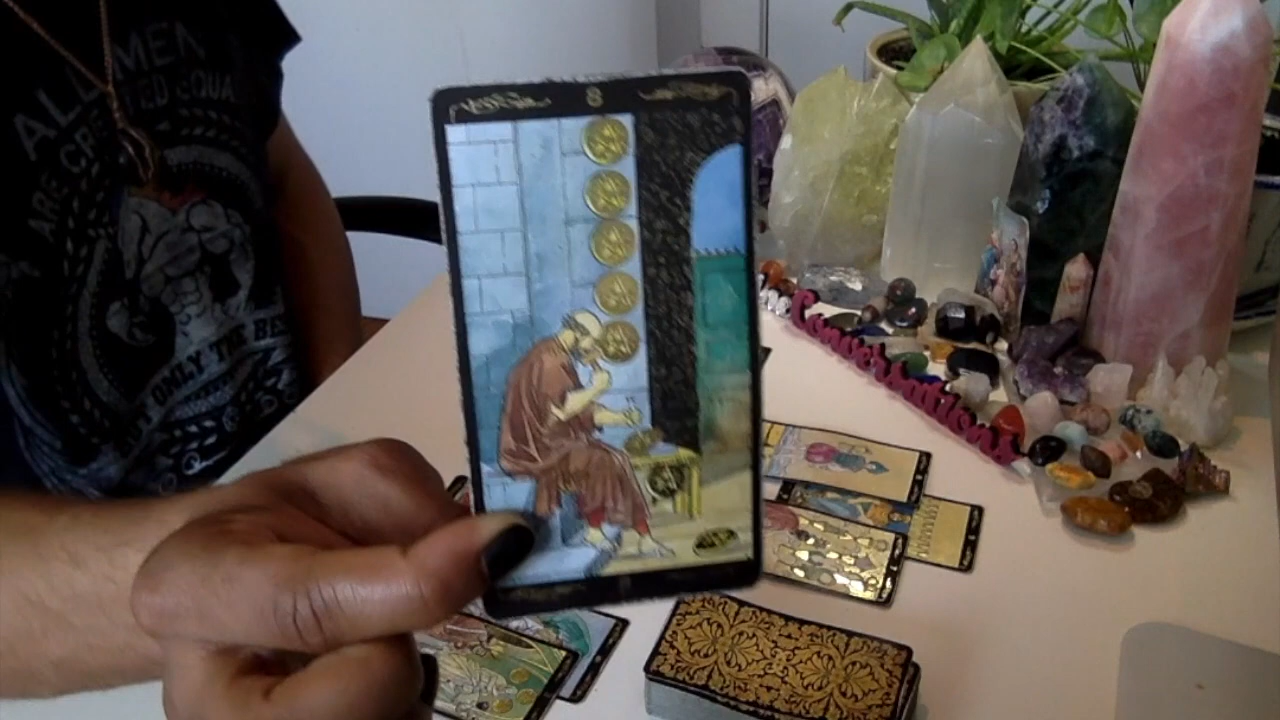 ALL MEN
ARE CREATED EQUAL
ONLY THE BEST
8
Conversations